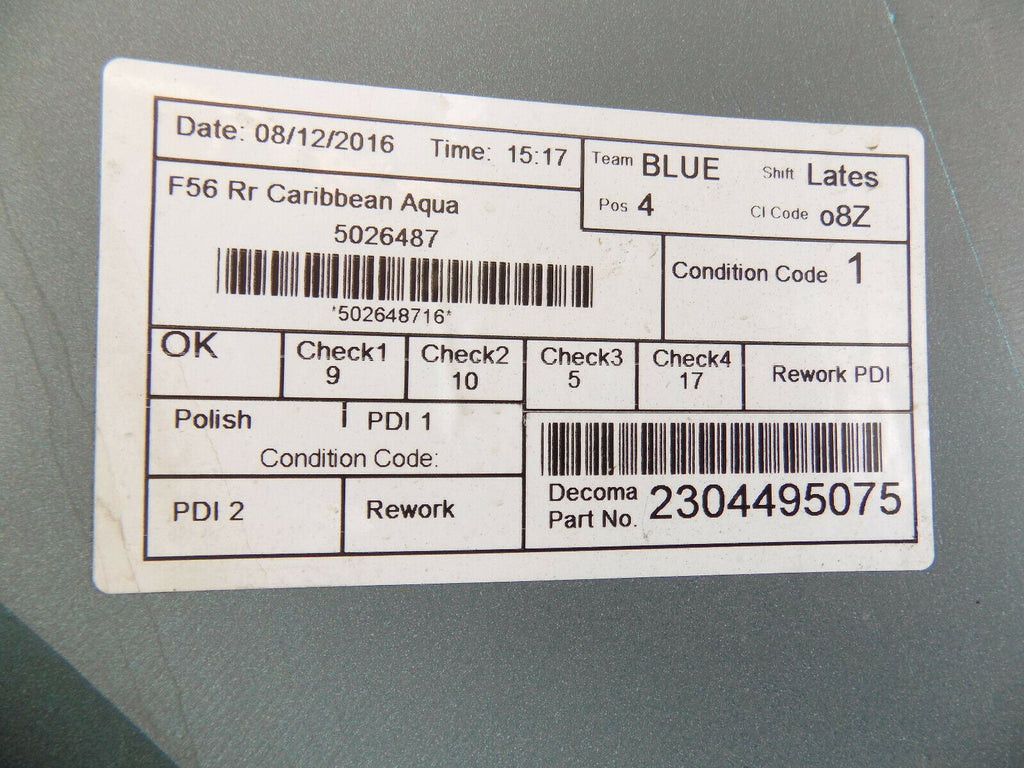 Date: 08/12/2016 Time: 15:17
Team BLUE Shift Lates
Pos 4 CI Code o8Z
F56 Rr Caribbean Aqua
5026487
*502648716*
Condition Code 1
OK
Check1
9
Check2
10
Check3
5
Check4
17
Rework PDI
Polish PDI 1
Condition Code:
PDI 2
Rework
Decoma
Part No. 2304495075